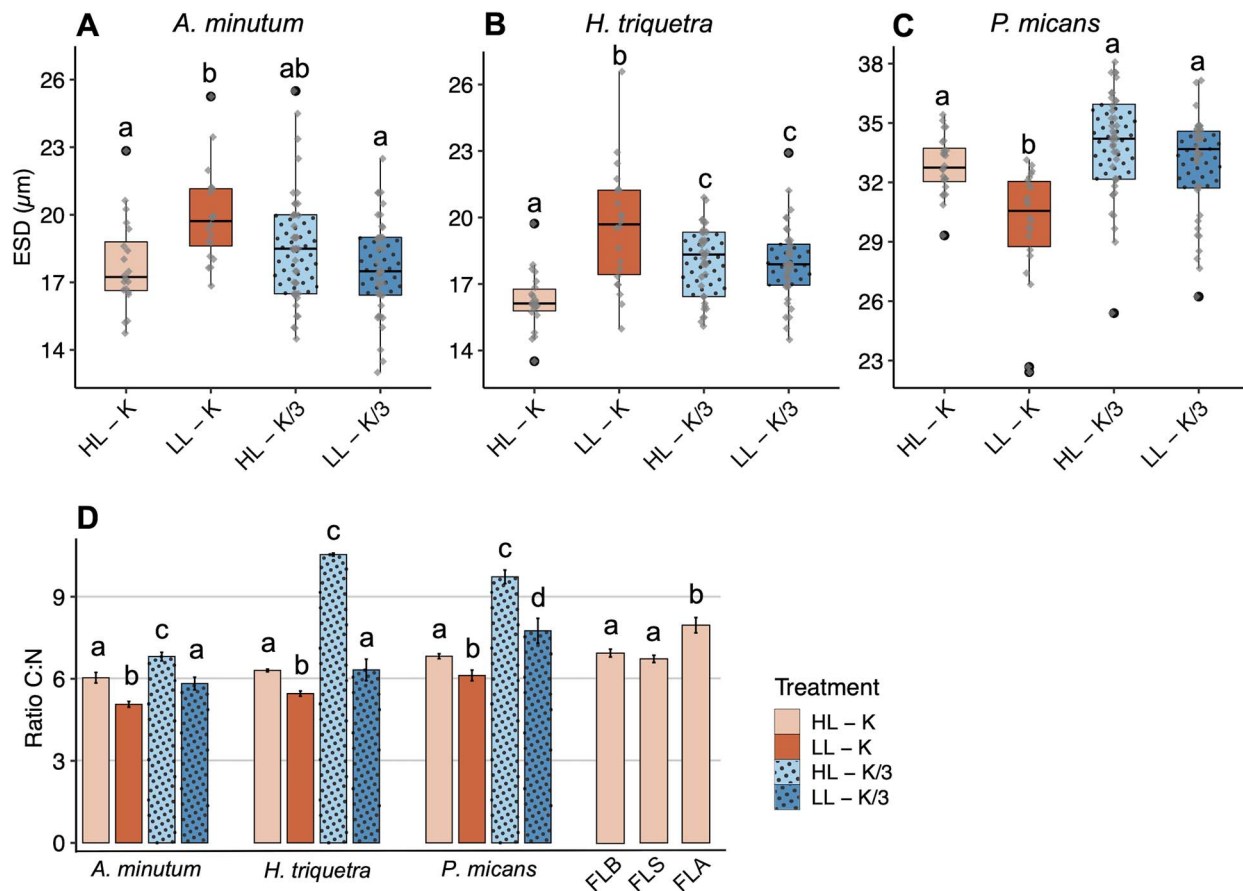 A A. minutum
B H. triquetra
C P. micans
ESD (µm)
26
23
20
17
14
a b ab a
HL – K LL – K HL – K/3 LL – K/3
26
23
20
17
14
a b c c
HL – K LL – K HL – K/3 LL – K/3
38
35
32
29
26
23
a b a a
HL – K LL – K HL – K/3 LL – K/3
D
Ratio C:N
9
6
3
0
a b c a
a b c a
a b c d
a a b
A. minutum H. triquetra P. micans FLB FLS FLA
Treatment
HL – K
LL – K
HL – K/3
LL – K/3